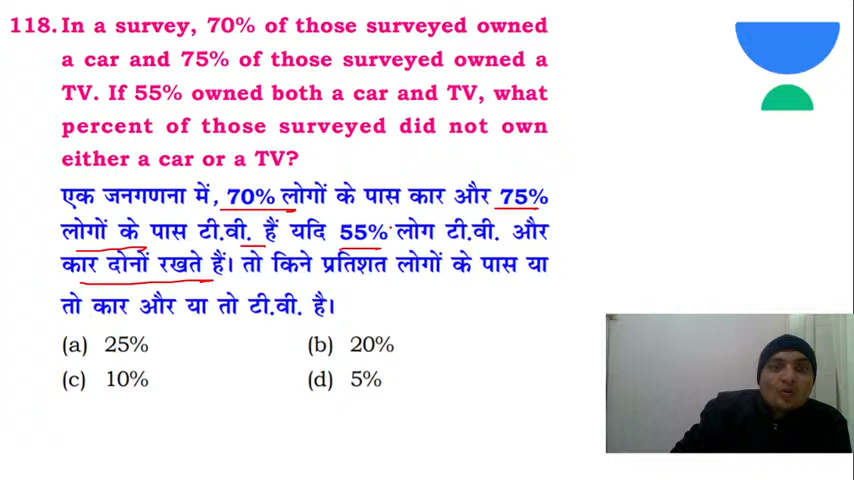 118. In a survey, 70% of those surveyed owned
a car and 75% of those surveyed owned a
TV. If 55% owned both a car and TV, what
percent of those surveyed did not own
either a car or a TV?
एक जनगणना में, 70% लोगों के पास कार और 75%
लोगों के पास टी.वी. हैं यदि 55% लोग टी.वी. और
कार दोनों रखते हैं। तो किने प्रतिशत लोगों के पास या
तो कार और या तो टी.वी. है।
(a) 25% (b) 20%
(c) 10% (d) 5%